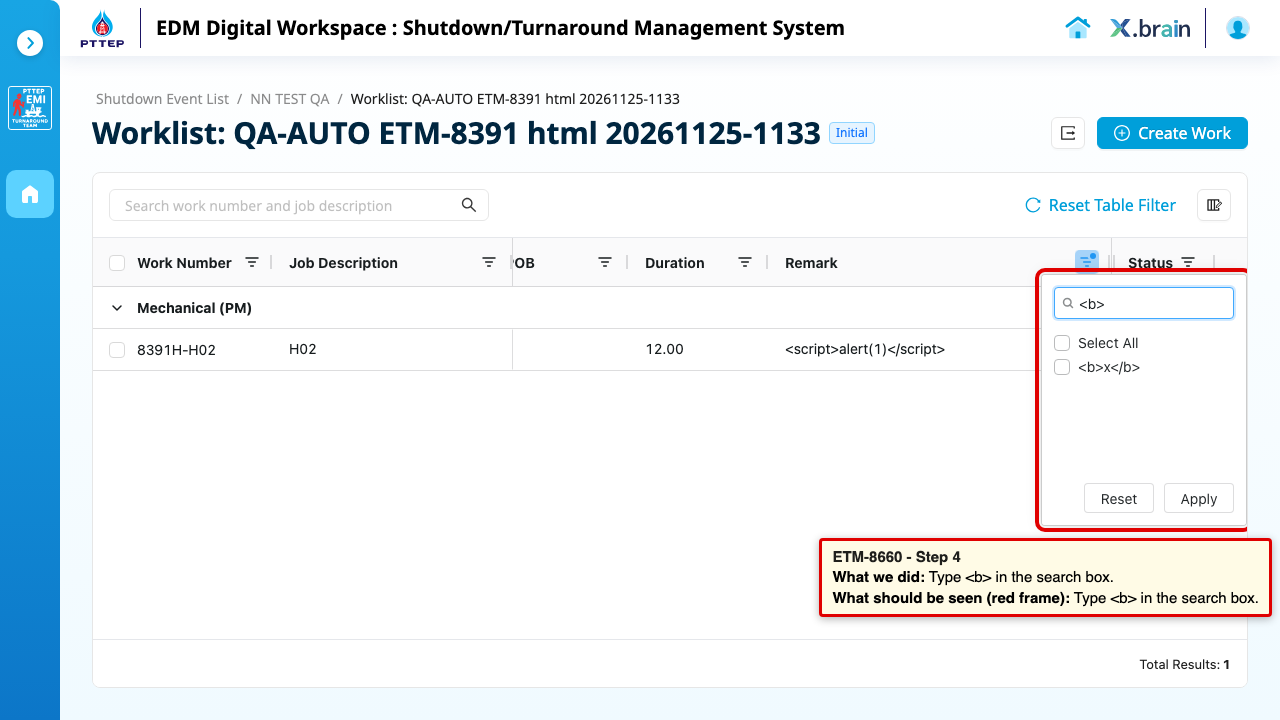 PTTEP
EDM Digital Workspace : Shutdown/Turnaround Management System
X.brain
PTTEP
EMI
TURNAROUND
TEAM
Shutdown Event List / NN TEST QA / Worklist: QA-AUTO ETM-8391 html 20261125-1133
Worklist: QA-AUTO ETM-8391 html 20261125-1133
Initial
Create Work
Search work number and job description
Reset Table Filter
Work Number
Job Description
POB
Duration
Remark
Status
Mechanical (PM)
8391H-H02
H02
12.00
<script>alert(1)</script>
<b>
Select All
<b>x</b>
Reset
Apply
ETM-8660 - Step 4
What we did: Type <b> in the search box.
What should be seen (red frame): Type <b> in the search box.
Total Results: 1